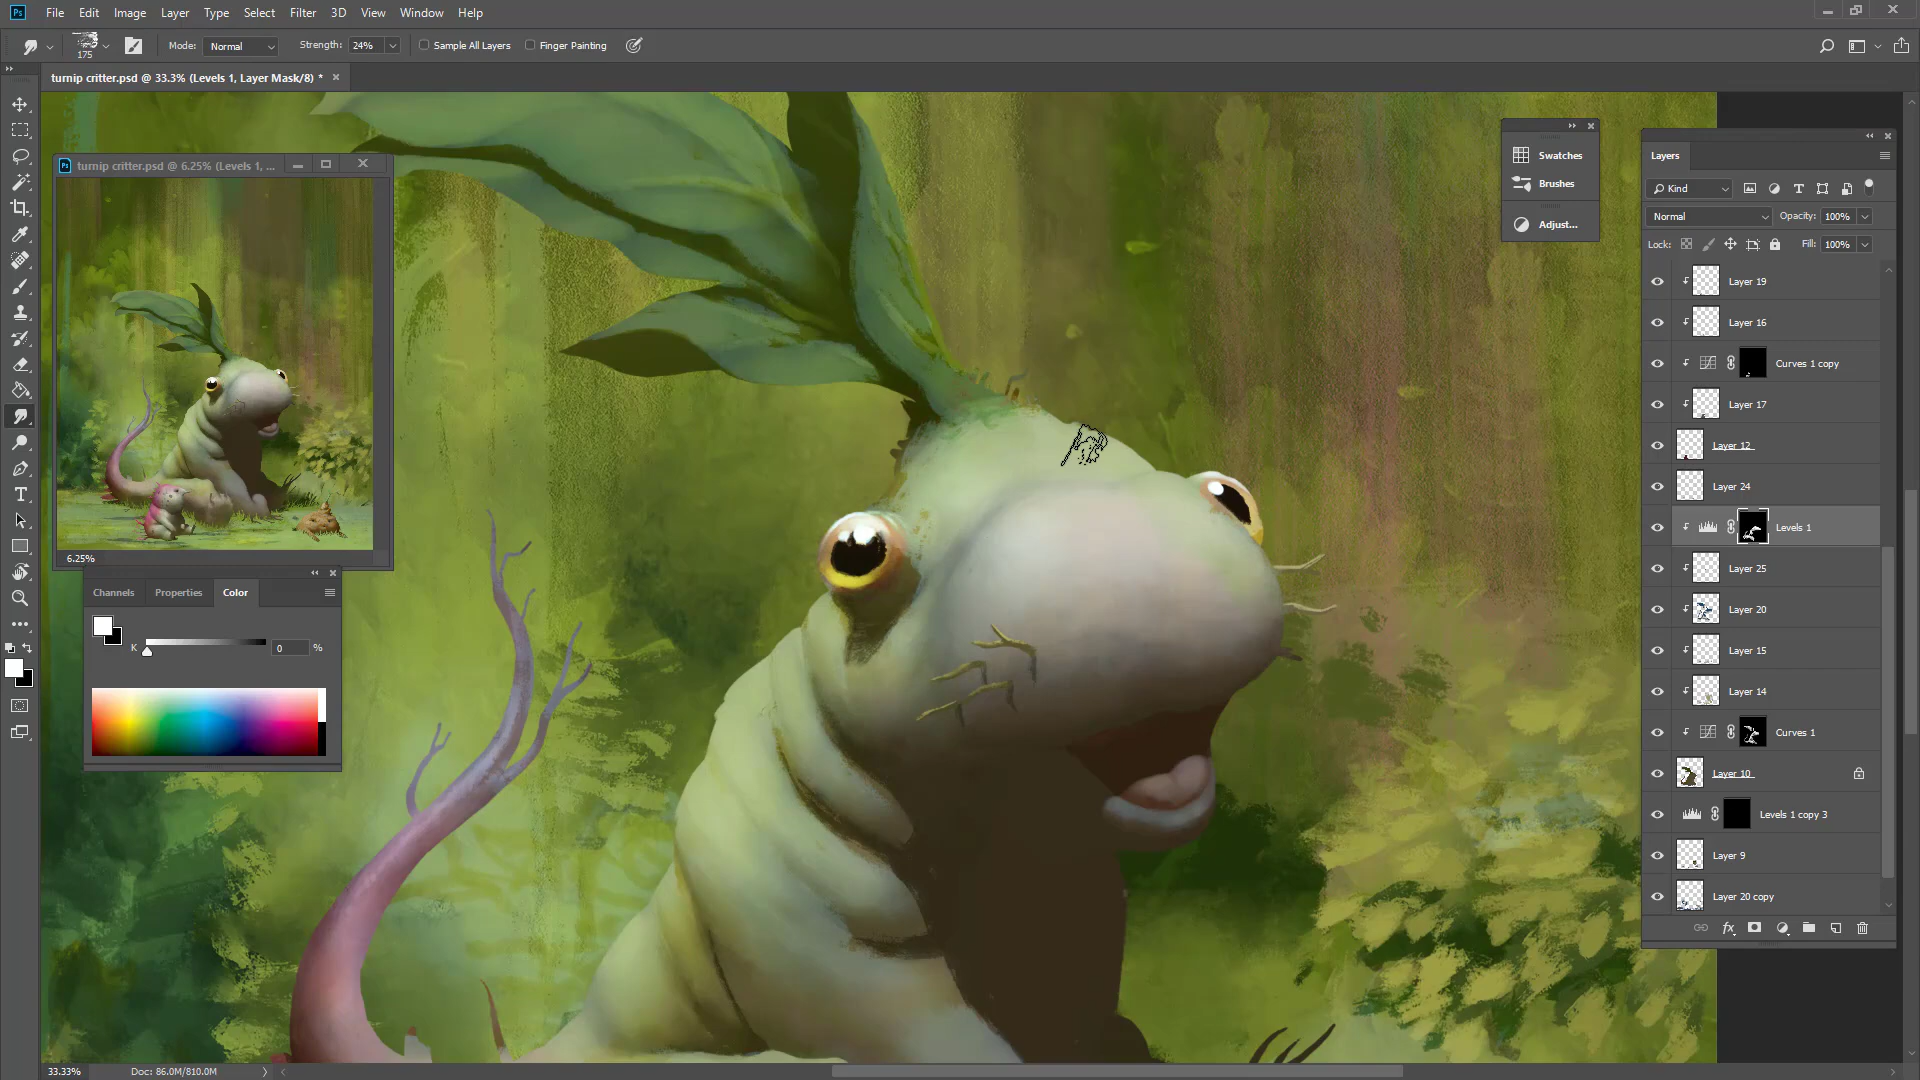 Ps File Edit Image Layer Type Select Filter 3D View Window Help
175 Mode: Normal Strength: 24% Sample All Layers Finger Painting
turnip critter.psd @ 33.3% (Levels 1, Layer Mask/8) *
Ps turnip critter.psd @ 6.25% (Levels 1, ...
6.25%
Channels Properties Color
K 0 %
Swatches
Brushes
Adjust...
Layers
Kind
Normal Opacity: 100%
Lock: Fill: 100%
Layer 19
Layer 16
Curves 1 copy
Layer 17
Layer 12
Layer 24
Levels 1
Layer 25
Layer 20
Layer 15
Layer 14
Curves 1
Layer 10
Levels 1 copy 3
Layer 9
Layer 20 copy
fx
33.33% Doc: 86.0M/810.0M